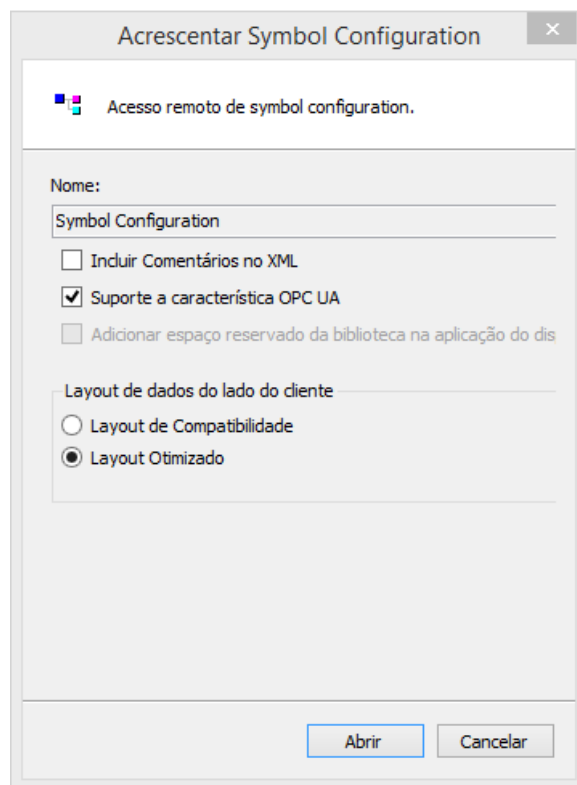 Acrescentar Symbol Configuration
Acesso remoto de symbol configuration.
Nome:
Symbol Configuration
Incluir Comentários no XML
Suporte a característica OPC UA
Adicionar espaço reservado da biblioteca na aplicação do dis
Layout de dados do lado do cliente
Layout de Compatibilidade
Layout Otimizado
Abrir
Cancelar